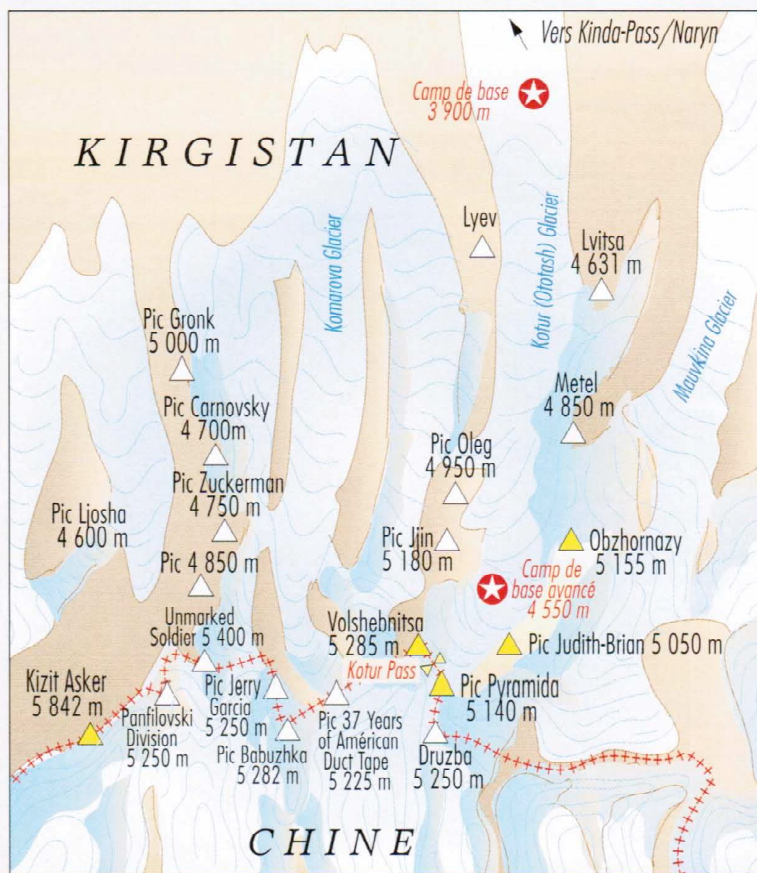 Vers Kinda-Pass/Naryn
Camp de base
3 900 m
KIRGISTAN
Lyev
Lvitsa
4 631 m
Komarova Glacier
Kotur (Ototash) Glacier
Mauvkina Glacier
Pic Gronk
5 000 m
Metel
4 850 m
Pic Carnovsky
4 700m
Pic Oleg
4 950 m
Pic Zuckerman
4 750 m
Pic Ljosha
4 600 m
Pic Jjin
5 180 m
Obzhornazy
5 155 m
Pic 4 850 m
Camp de
base avancé
4 550 m
Unmarked
Soldier 5 400 m
Volshebnitsa
5 285 m
Pic Judith-Brian 5 050 m
Kotur Pass
Kizit Asker
5 842 m
Pic Pyramida
5 140 m
Panfilovski
Division
5 250 m
Pic Jerry
Garcia
5 250 m
Pic Babuzhka
5 282 m
Pic 37 Years
of Américan
Duct Tape
5 225 m
Druzba
5 250 m
CHINE